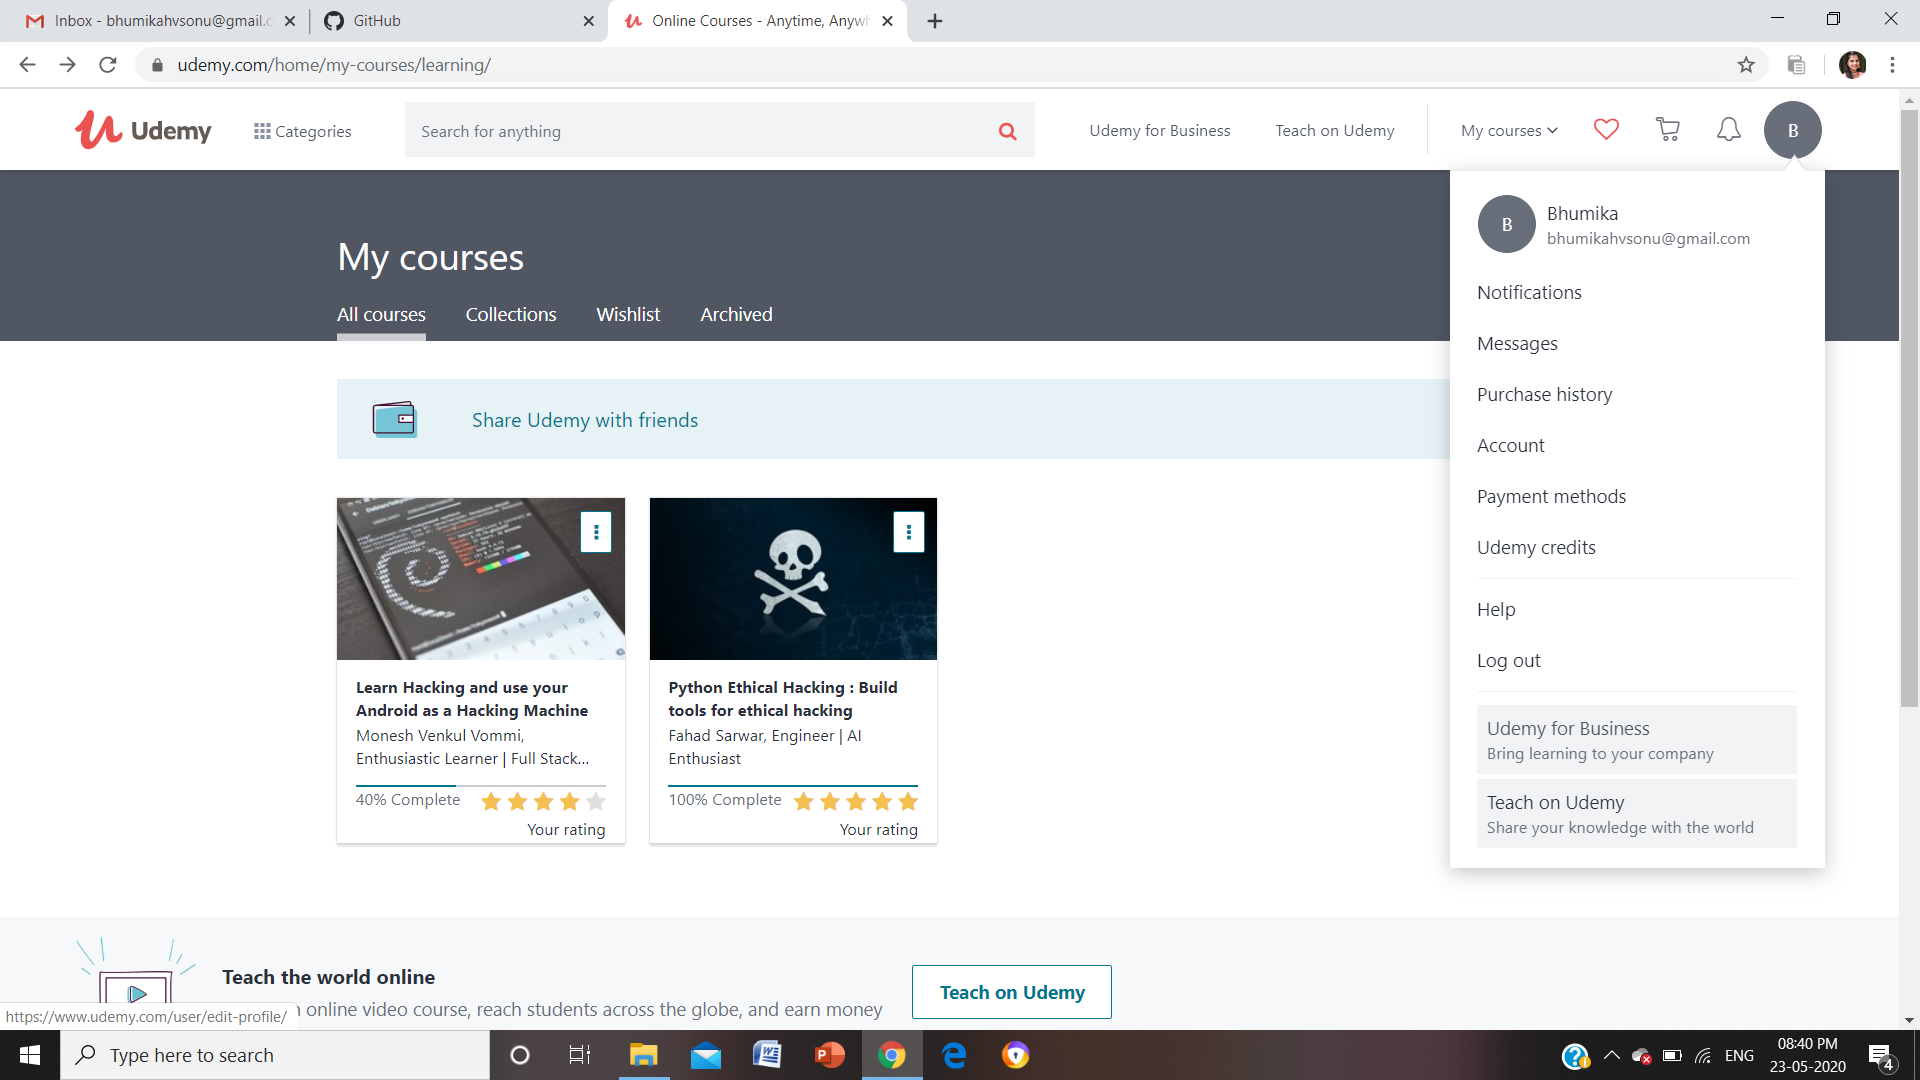 Inbox - bhumikahvsonu@gmail.c
GitHub
Online Courses - Anytime, Anywh
udemy.com/home/my-courses/learning/
Udemy
Categories
Search for anything
Udemy for Business
Teach on Udemy
My courses
B
B
Bhumika
bhumikahvsonu@gmail.com
Notifications
Messages
Purchase history
Account
Payment methods
Udemy credits
Help
Log out
Udemy for Business
Bring learning to your company
Teach on Udemy
Share your knowledge with the world
My courses
All courses
Collections
Wishlist
Archived
Share Udemy with friends
Learn Hacking and use your
Android as a Hacking Machine
Monesh Venkul Vommi,
Enthusiastic Learner | Full Stack...
40% Complete
Your rating
Python Ethical Hacking : Build
tools for ethical hacking
Fahad Sarwar, Engineer | AI
Enthusiast
100% Complete
Your rating
Teach the world online
online video course, reach students across the globe, and earn money
Teach on Udemy
https://www.udemy.com/user/edit-profile/
Type here to search
ENG
08:40 PM
23-05-2020
4